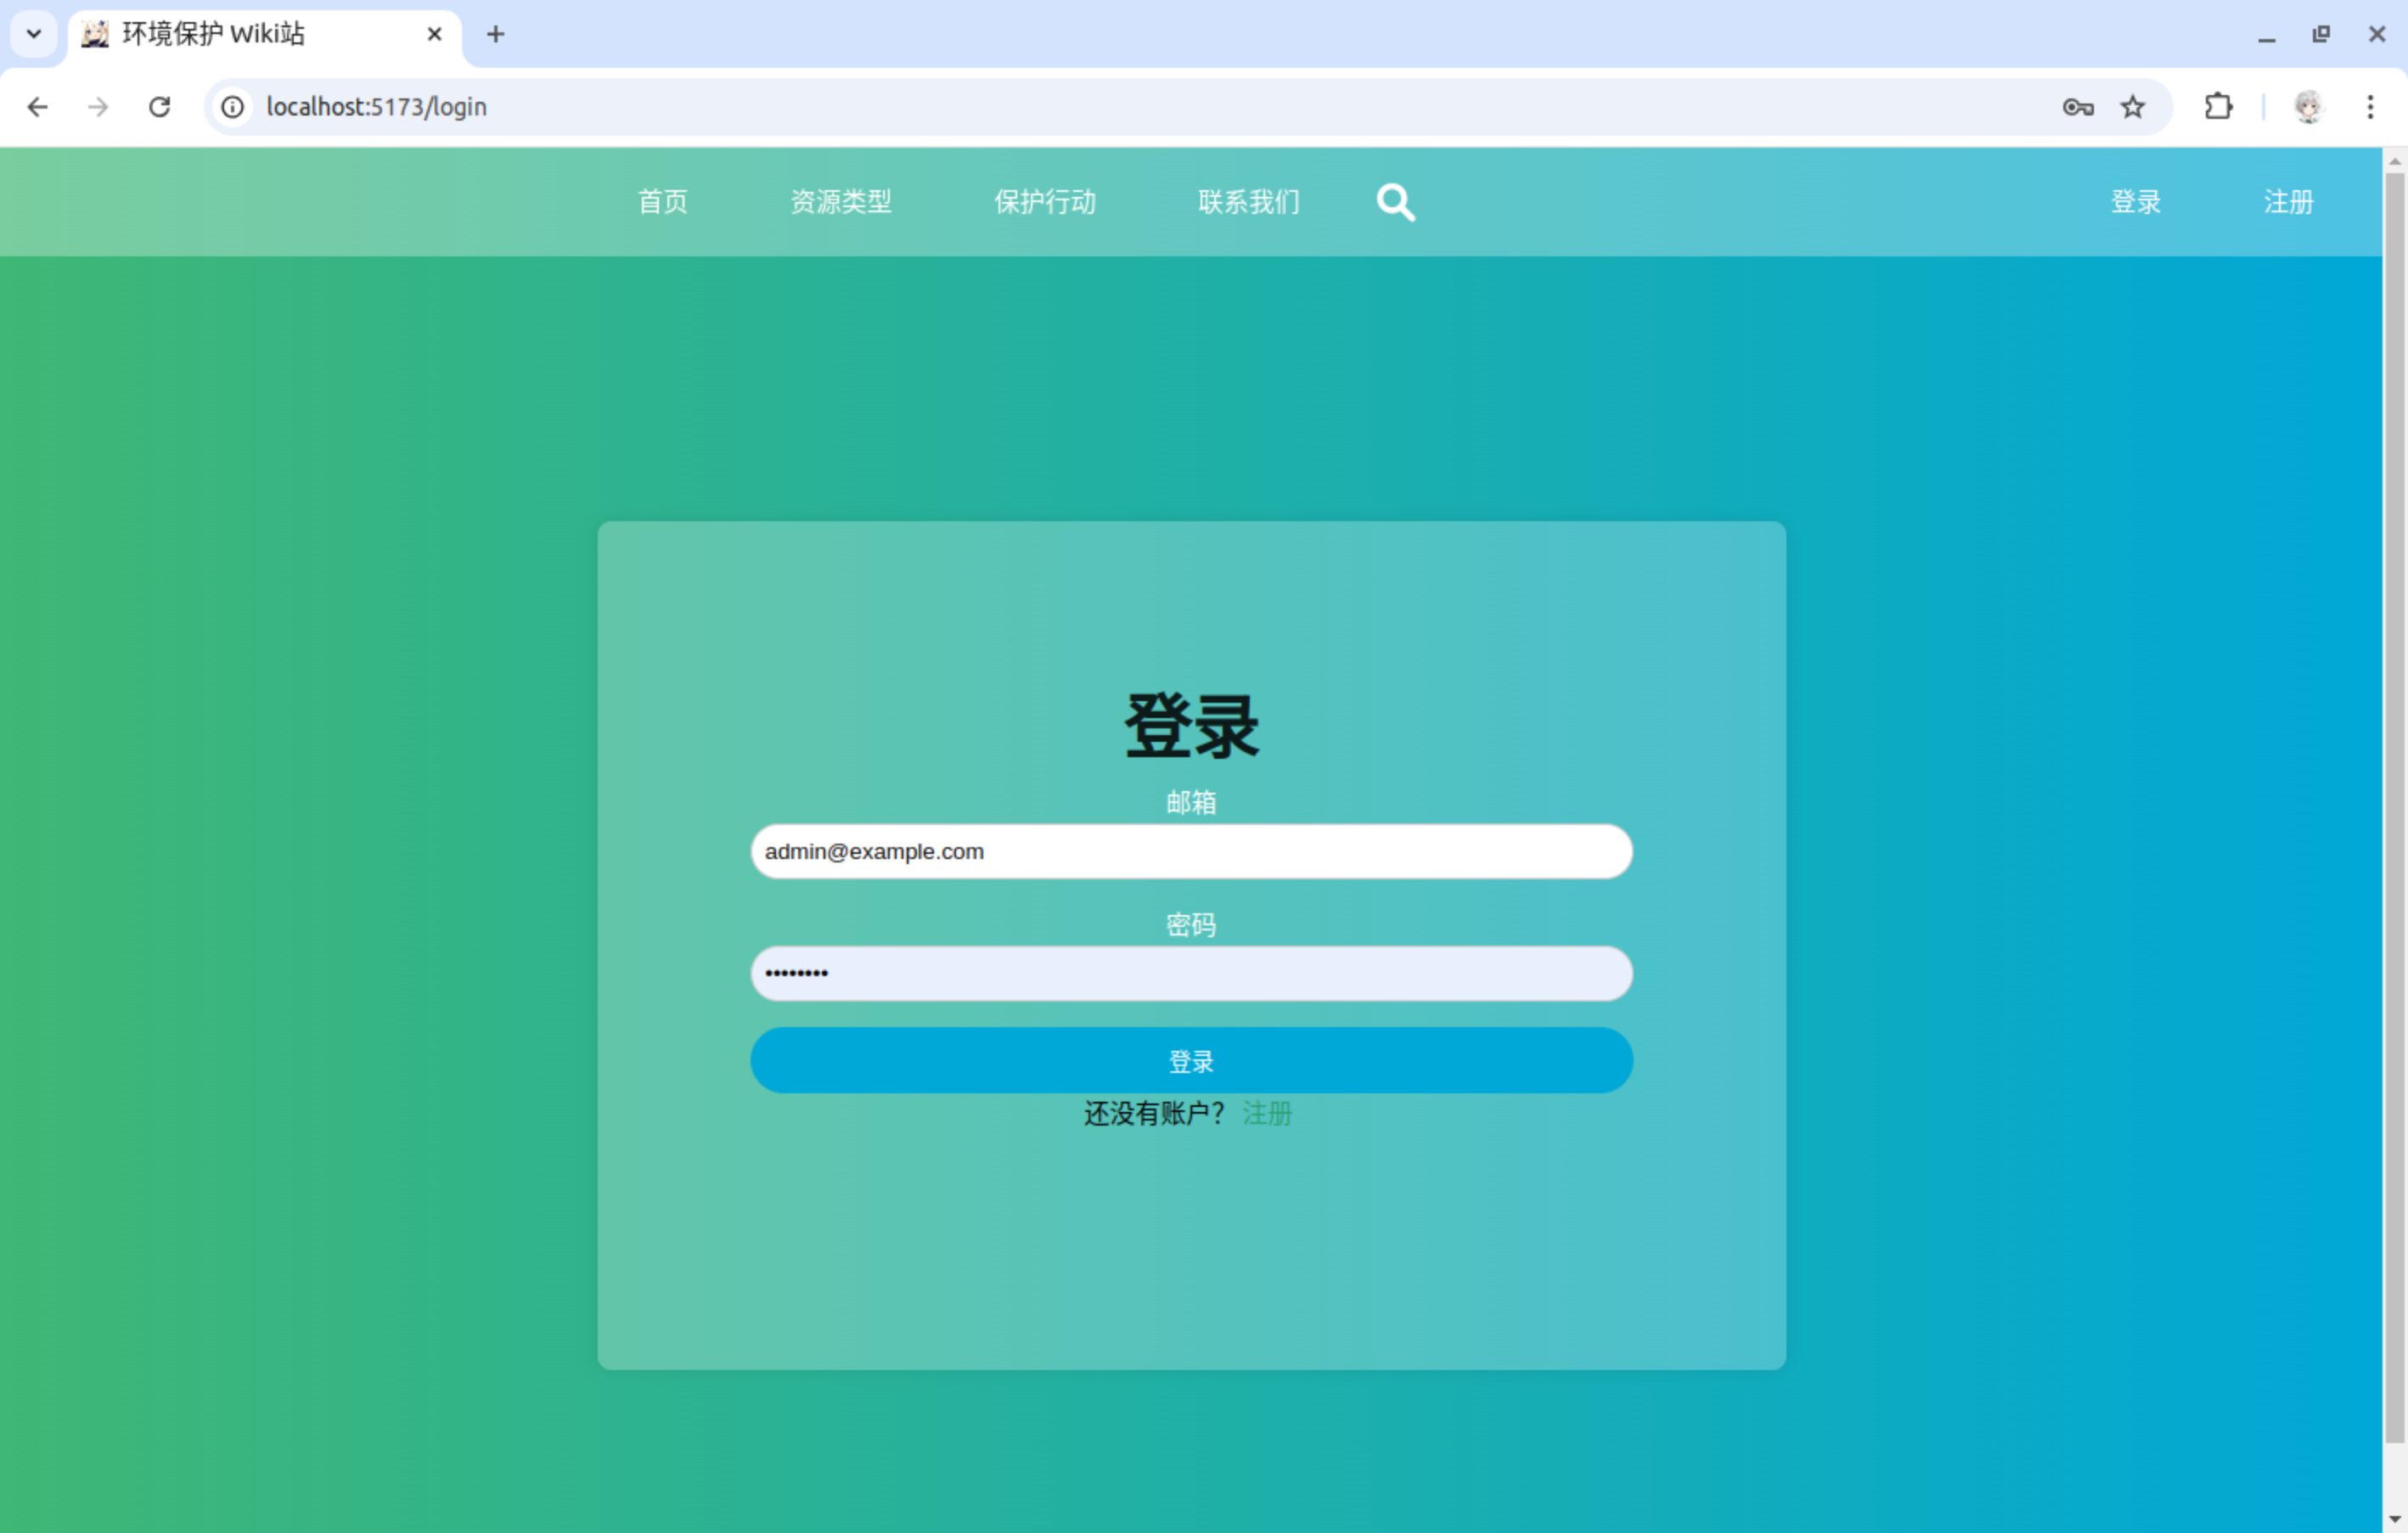 环境保护 Wiki站
localhost:5173/login
首页 资源类型 保护行动 联系我们 登录 注册
登录
邮箱
admin@example.com
密码
••••••••
登录
还没有账户？ 注册